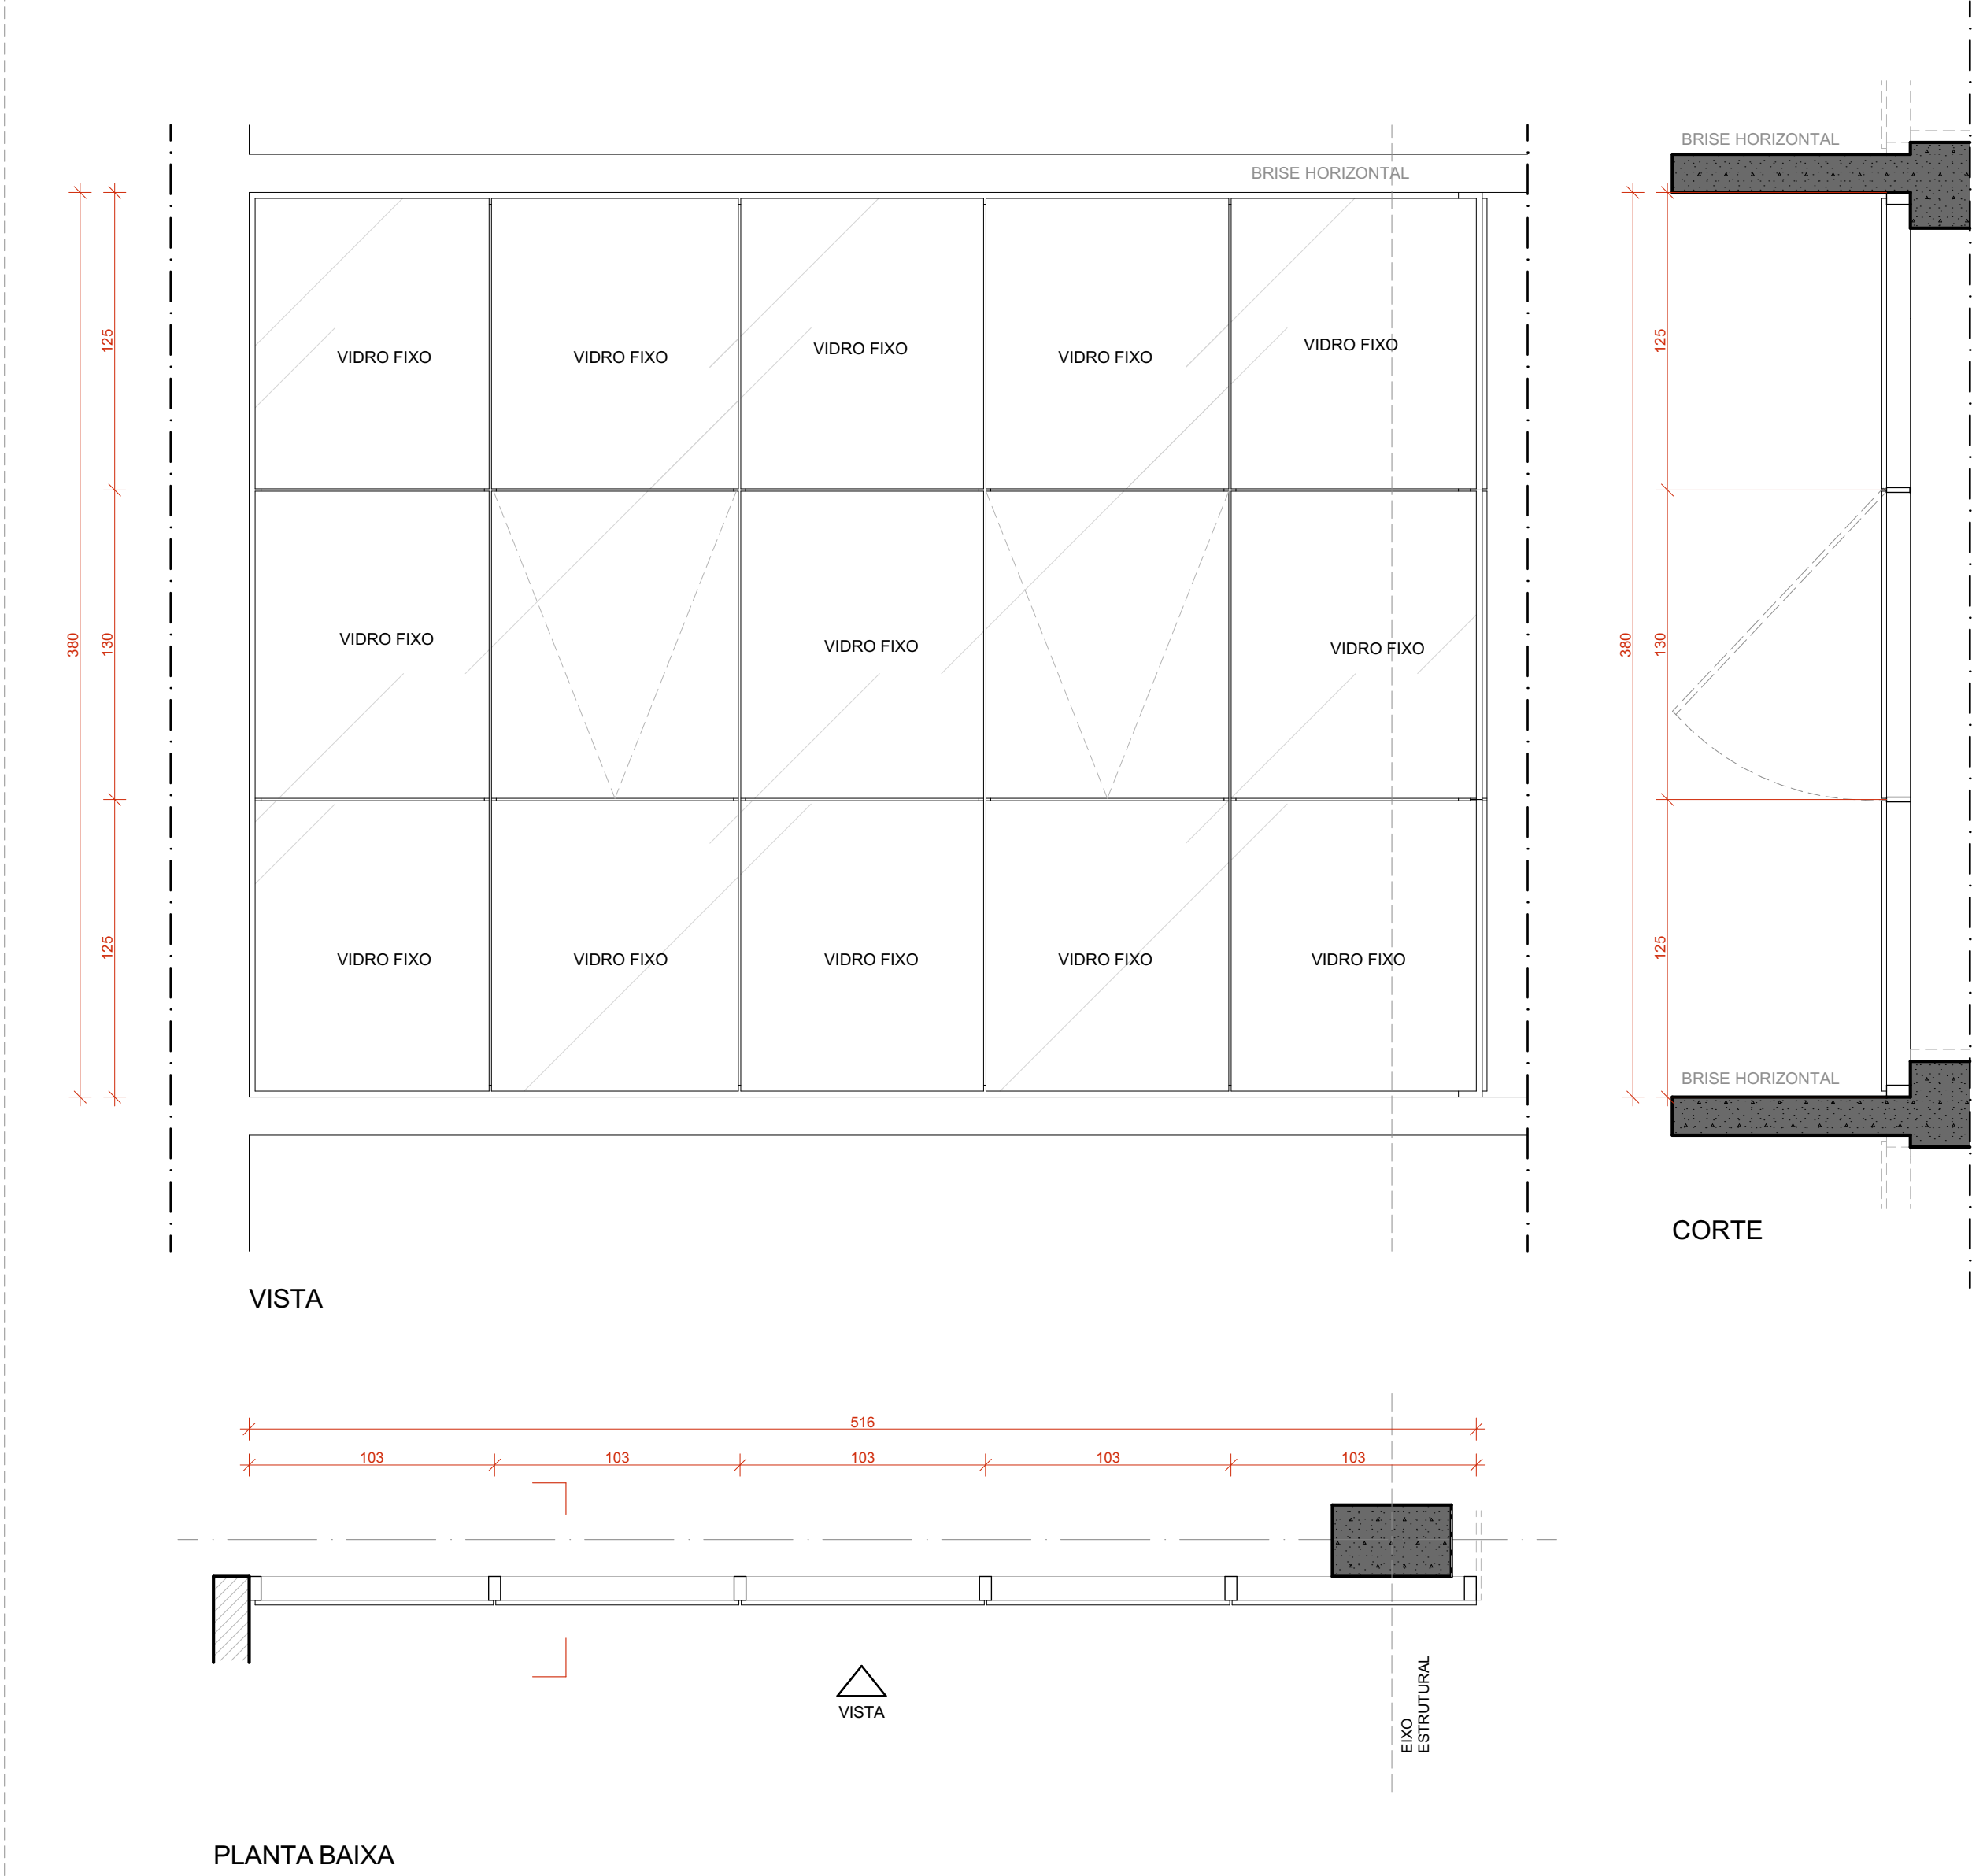 BRISE HORIZONTAL
BRISE HORIZONTAL
VIDRO FIXO
VIDRO FIXO
VIDRO FIXO
VIDRO FIXO
VIDRO FIXO
125
380
130
125
VIDRO FIXO
VIDRO FIXO
VIDRO FIXO
VIDRO FIXO
VIDRO FIXO
VIDRO FIXO
VIDRO FIXO
VIDRO FIXO
125
380
130
125
BRISE HORIZONTAL
CORTE
VISTA
516
103
103
103
103
103
VISTA
EIXO
ESTRUTURAL
PLANTA BAIXA